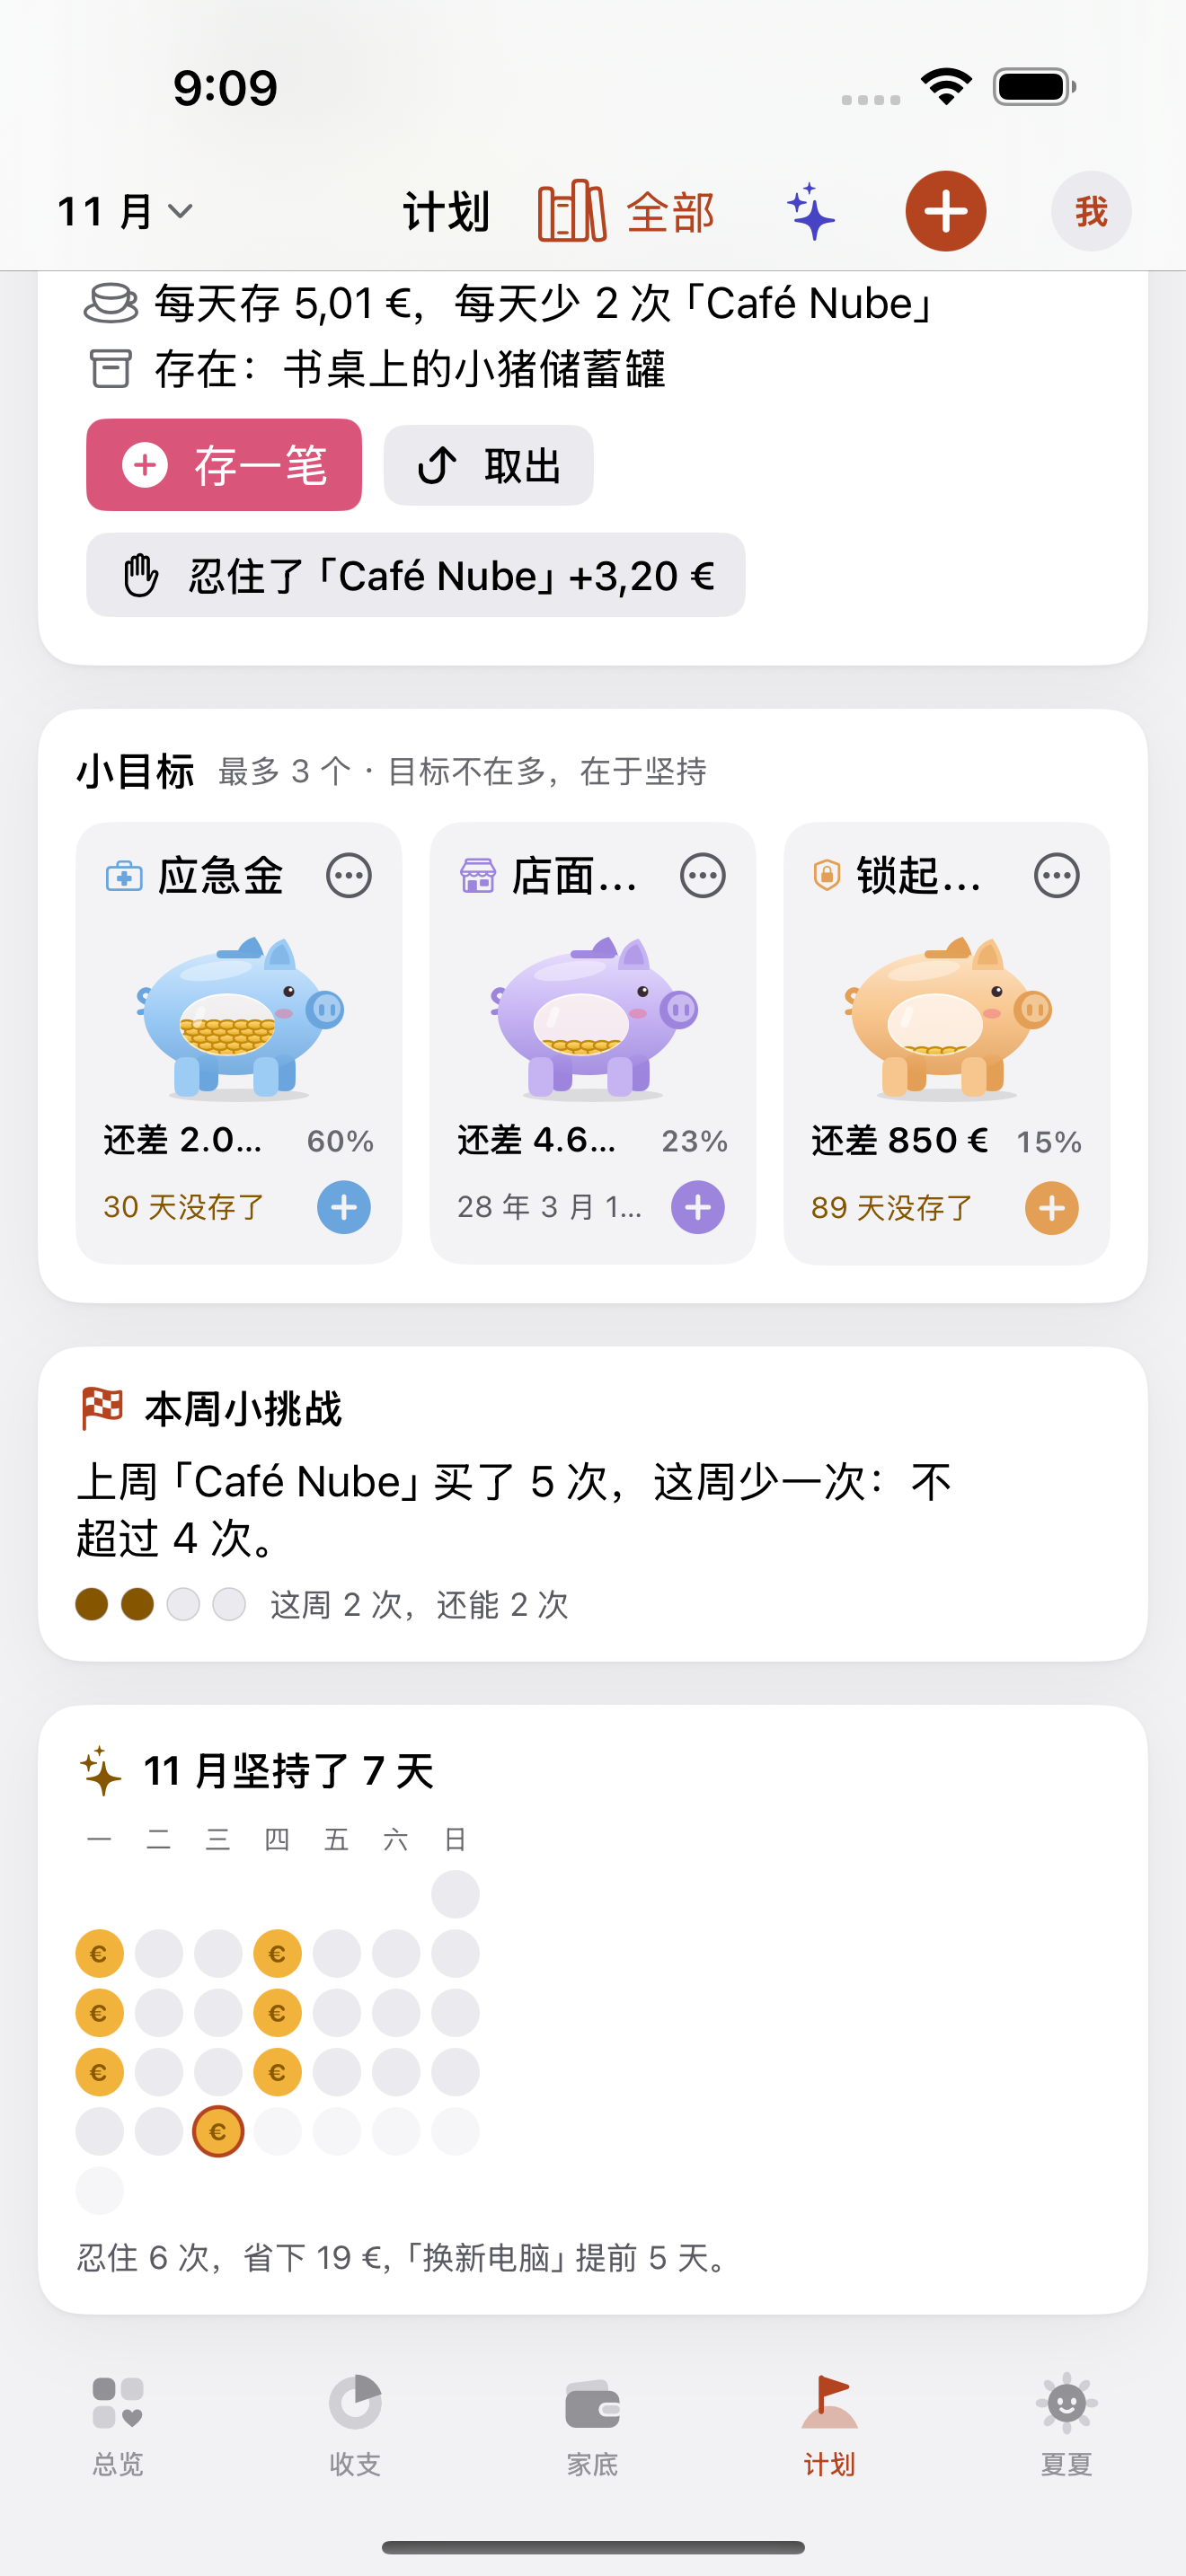 9:09
11 月
计划
全部
我
每天存 5,01 €，每天少 2 次「Café Nube」
存在：书桌上的小猪储蓄罐
存一笔
取出
忍住了「Café Nube」+3,20 €
小目标 最多 3 个 · 目标不在多，在于坚持
应急金
店面...
锁起...
还差 2.0... 60%
还差 4.6... 23%
还差 850 € 15%
30 天没存了
28 年 3 月 1...
89 天没存了
本周小挑战
上周「Café Nube」买了 5 次，这周少一次：不
超过 4 次。
这周 2 次，还能 2 次
11 月坚持了 7 天
一 二 三 四 五 六 日
€ €
€ €
€ €
€
忍住 6 次，省下 19 €，「换新电脑」提前 5 天。
总览
收支
家底
计划
夏夏